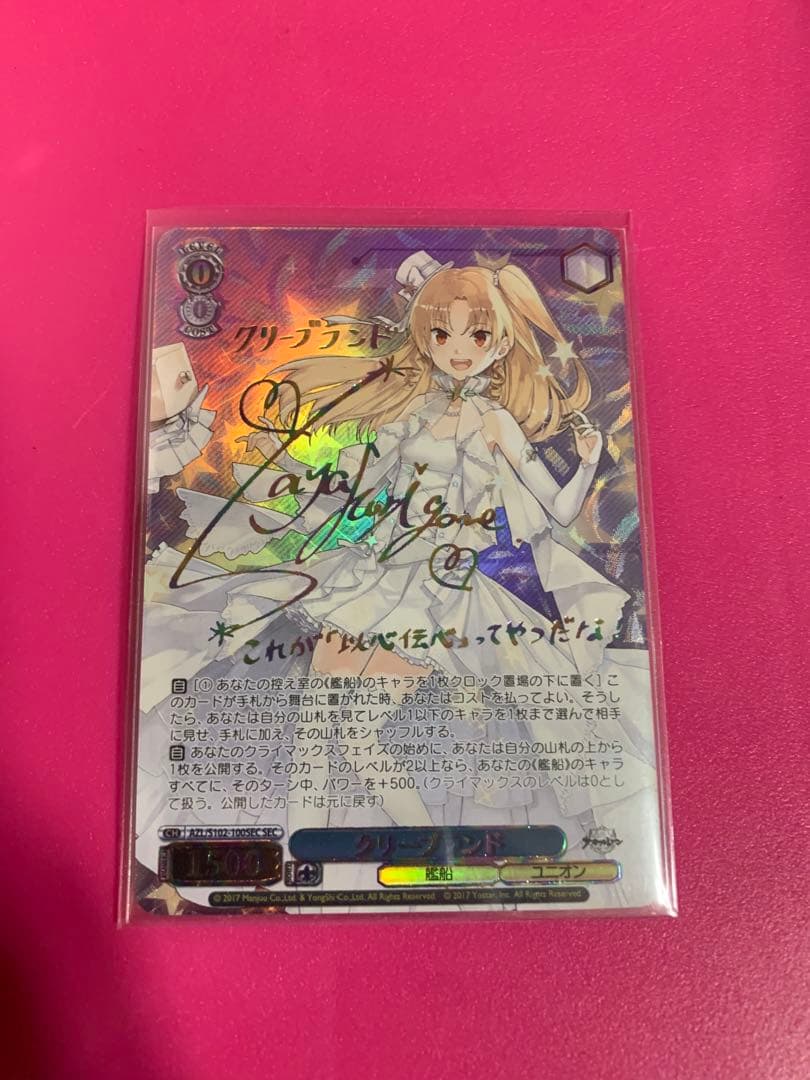 LEVEL
0
0
COST
クリーブランド
*これが「以心伝心」ってやつだな!
自[① あなたの控え室の《艦船》のキャラを1枚クロック置場の下に置く] こ
のカードが手札から舞台に置かれた時、あなたはコストを払ってよい。そうし
たら、あなたは自分の山札を見てレベル1以下のキャラを1枚まで選んで相手
に見せ、手札に加え、その山札をシャッフルする。
自 あなたのクライマックスフェイズの始めに、あなたは自分の山札の上から
1枚を公開する。そのカードのレベルが2以上なら、あなたの《艦船》のキャラ
すべてに、そのターン中、パワーを+500。(クライマックスのレベルは0とし
て扱う。公開したカードは元に戻す)
CH AZL/S102-100SEC SEC
クリーブランド
アズールレーン
1500
艦船
ユニオン
© 2017 Manjuu Co.,Ltd. & YongShi Co.,Ltd. All Rights Reserved. © 2017 Yostar, Inc. All Rights Reserved.